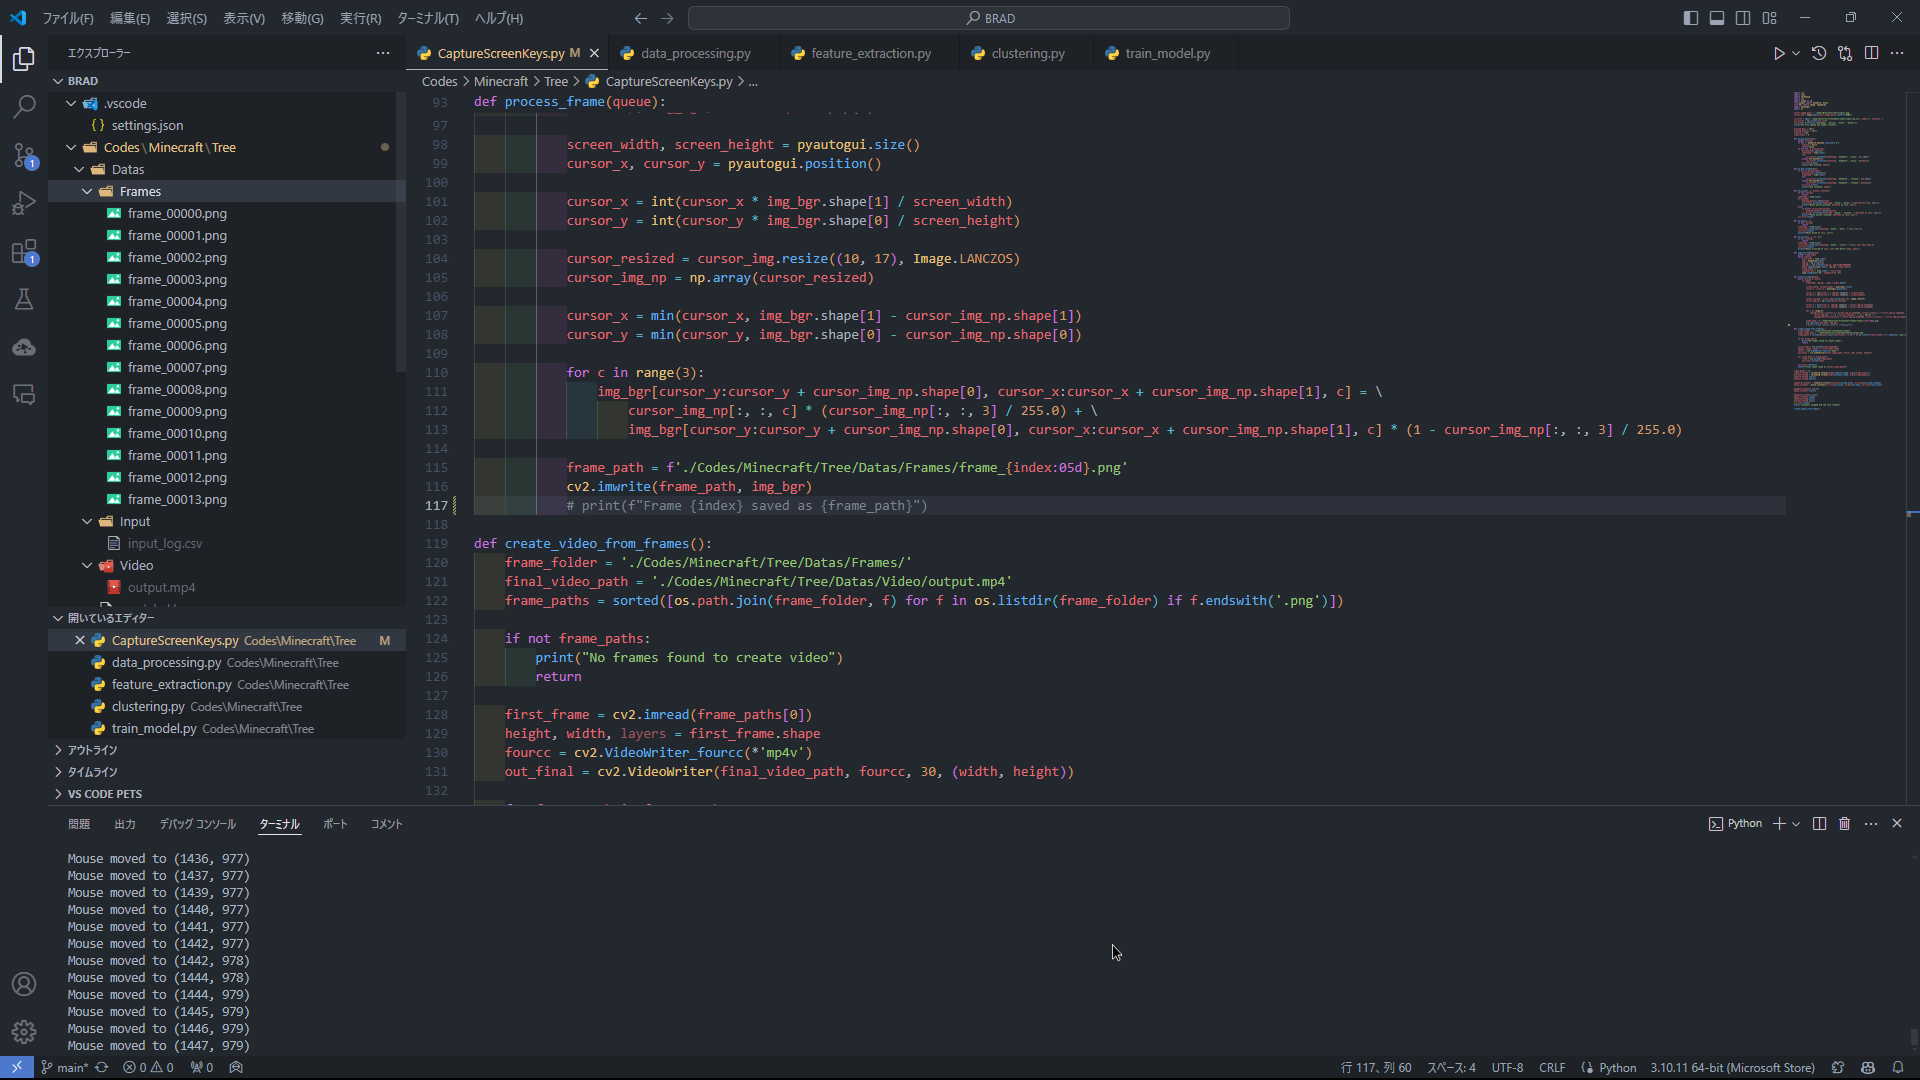 ファイル(F) 編集(E) 選択(S) 表示(V) 移動(G) 実行(R) ターミナル(T) ヘルプ(H)
BRAD
エクスプローラー
BRAD
.vscode
settings.json
Codes\Minecraft\Tree
Datas
Frames
frame_00000.png
frame_00001.png
frame_00002.png
frame_00003.png
frame_00004.png
frame_00005.png
frame_00006.png
frame_00007.png
frame_00008.png
frame_00009.png
frame_00010.png
frame_00011.png
frame_00012.png
frame_00013.png
Input
input_log.csv
Video
output.mp4
開いているエディター
CaptureScreenKeys.py Codes\Minecraft\Tree M
data_processing.py Codes\Minecraft\Tree
feature_extraction.py Codes\Minecraft\Tree
clustering.py Codes\Minecraft\Tree
train_model.py Codes\Minecraft\Tree
アウトライン
タイムライン
VS CODE PETS
1
1
CaptureScreenKeys.py M data_processing.py feature_extraction.py clustering.py train_model.py
Codes > Minecraft > Tree > CaptureScreenKeys.py > ...
93 def process_frame(queue):
97
98 screen_width, screen_height = pyautogui.size()
99 cursor_x, cursor_y = pyautogui.position()
100
101 cursor_x = int(cursor_x * img_bgr.shape[1] / screen_width)
102 cursor_y = int(cursor_y * img_bgr.shape[0] / screen_height)
103
104 cursor_resized = cursor_img.resize((10, 17), Image.LANCZOS)
105 cursor_img_np = np.array(cursor_resized)
106
107 cursor_x = min(cursor_x, img_bgr.shape[1] - cursor_img_np.shape[1])
108 cursor_y = min(cursor_y, img_bgr.shape[0] - cursor_img_np.shape[0])
109
110 for c in range(3):
111 img_bgr[cursor_y:cursor_y + cursor_img_np.shape[0], cursor_x:cursor_x + cursor_img_np.shape[1], c] = \
112 cursor_img_np[:, :, c] * (cursor_img_np[:, :, 3] / 255.0) + \
113 img_bgr[cursor_y:cursor_y + cursor_img_np.shape[0], cursor_x:cursor_x + cursor_img_np.shape[1], c] * (1 - cursor_img_np[:, :, 3] / 255.0)
114
115 frame_path = f'./Codes/Minecraft/Tree/Datas/Frames/frame_{index:05d}.png'
116 cv2.imwrite(frame_path, img_bgr)
117 # print(f"Frame {index} saved as {frame_path}")
118
119 def create_video_from_frames():
120 frame_folder = './Codes/Minecraft/Tree/Datas/Frames/'
121 final_video_path = './Codes/Minecraft/Tree/Datas/Video/output.mp4'
122 frame_paths = sorted([os.path.join(frame_folder, f) for f in os.listdir(frame_folder) if f.endswith('.png')])
123
124 if not frame_paths:
125 print("No frames found to create video")
126 return
127
128 first_frame = cv2.imread(frame_paths[0])
129 height, width, layers = first_frame.shape
130 fourcc = cv2.VideoWriter_fourcc(*'mp4v')
131 out_final = cv2.VideoWriter(final_video_path, fourcc, 30, (width, height))
132
問題 出力 デバッグ コンソール ターミナル ポート コメント
Python
Mouse moved to (1436, 977)
Mouse moved to (1437, 977)
Mouse moved to (1439, 977)
Mouse moved to (1440, 977)
Mouse moved to (1441, 977)
Mouse moved to (1442, 977)
Mouse moved to (1442, 978)
Mouse moved to (1444, 978)
Mouse moved to (1444, 979)
Mouse moved to (1445, 979)
Mouse moved to (1446, 979)
Mouse moved to (1447, 979)
main* 0 0 0 行 117、列 60 スペース: 4 UTF-8 CRLF Python 3.10.11 64-bit (Microsoft Store)